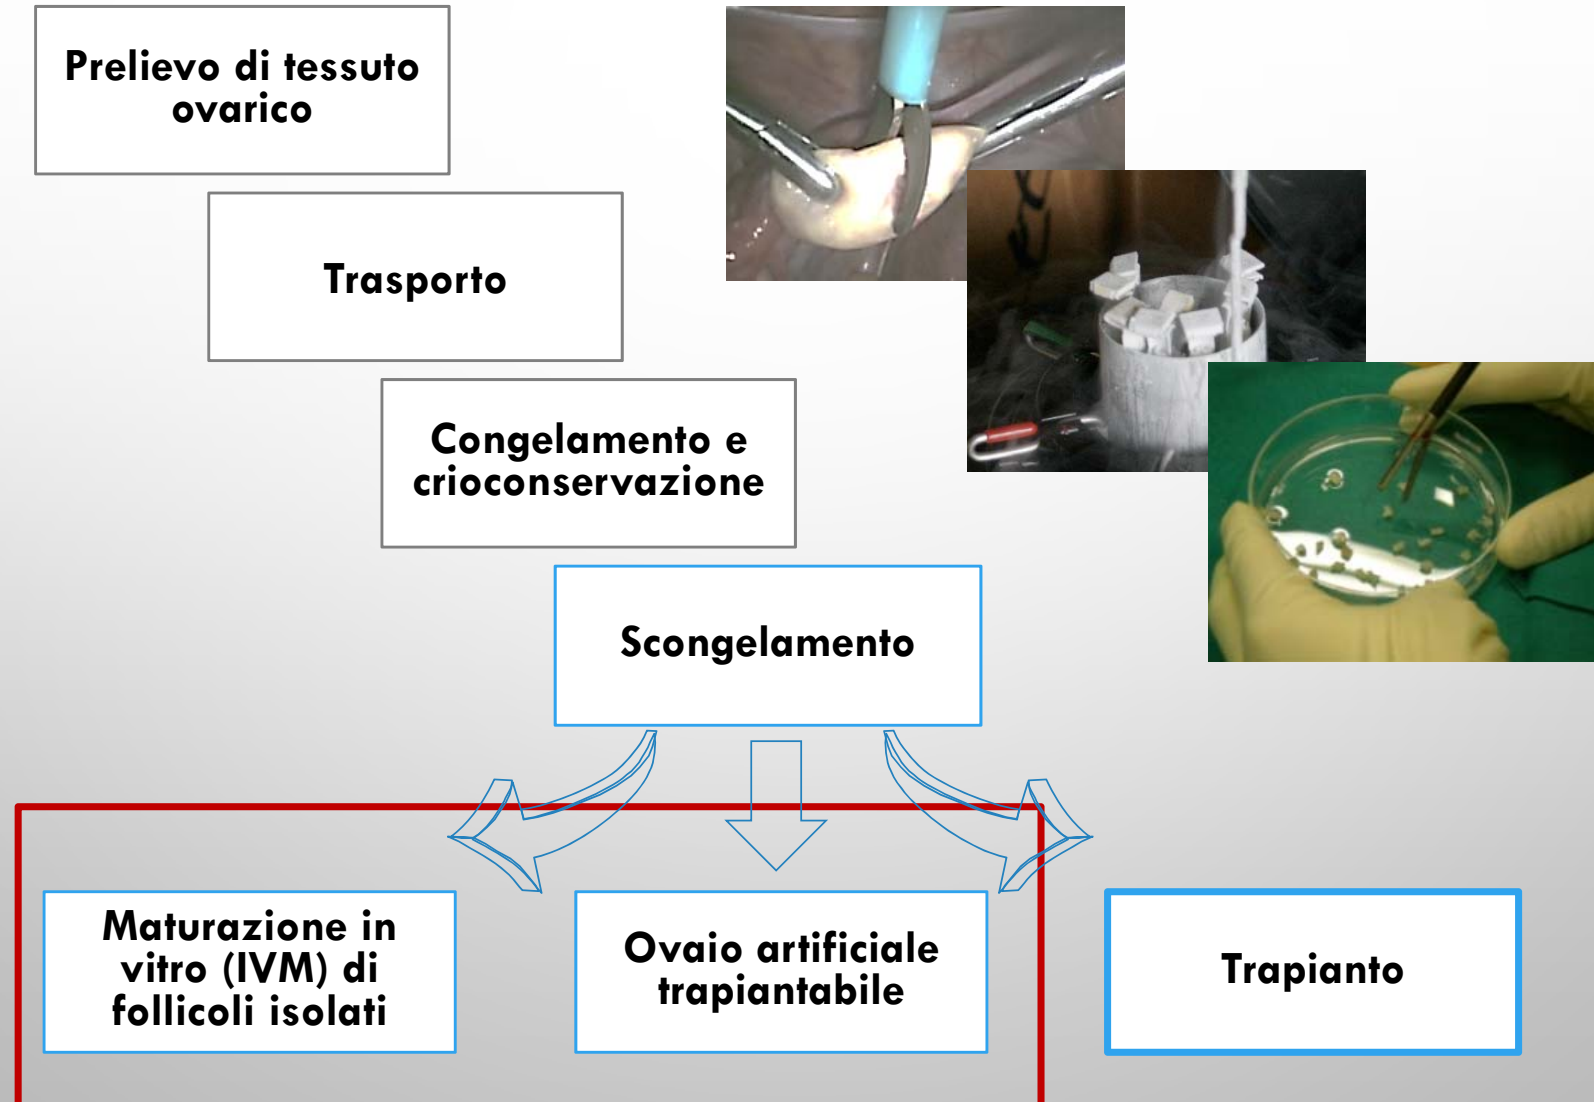 Prelievo di tessuto
ovarico
Trasporto
Congelamento e
crioconservazione
Scongelamento
Maturazione in
vitro (IVM) di
follicoli isolati
Ovaio artificiale
trapiantabile
Trapianto